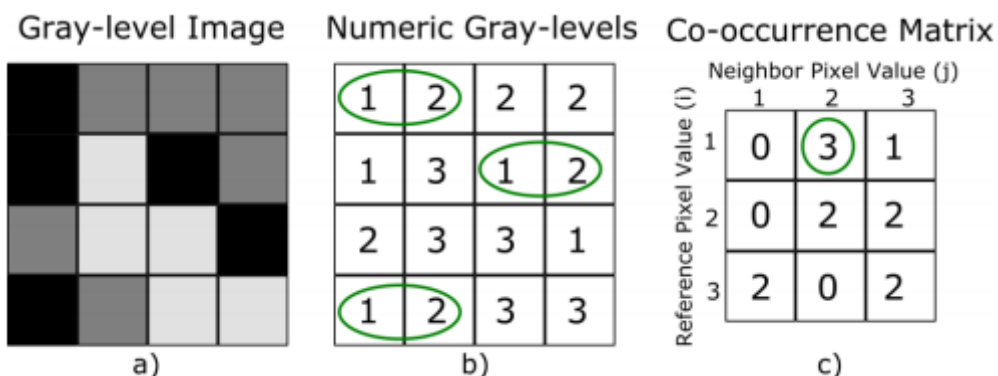 Gray-level Image Numeric Gray-levels Co-occurrence Matrix
Neighbor Pixel Value (j)
Reference Pixel Value (i)
1 2 3
1 2 2 2
1 3 1 2
2 3 3 1
1 2 3 3
1 0 3 1
2 0 2 2
3 2 0 2
a) b) c)